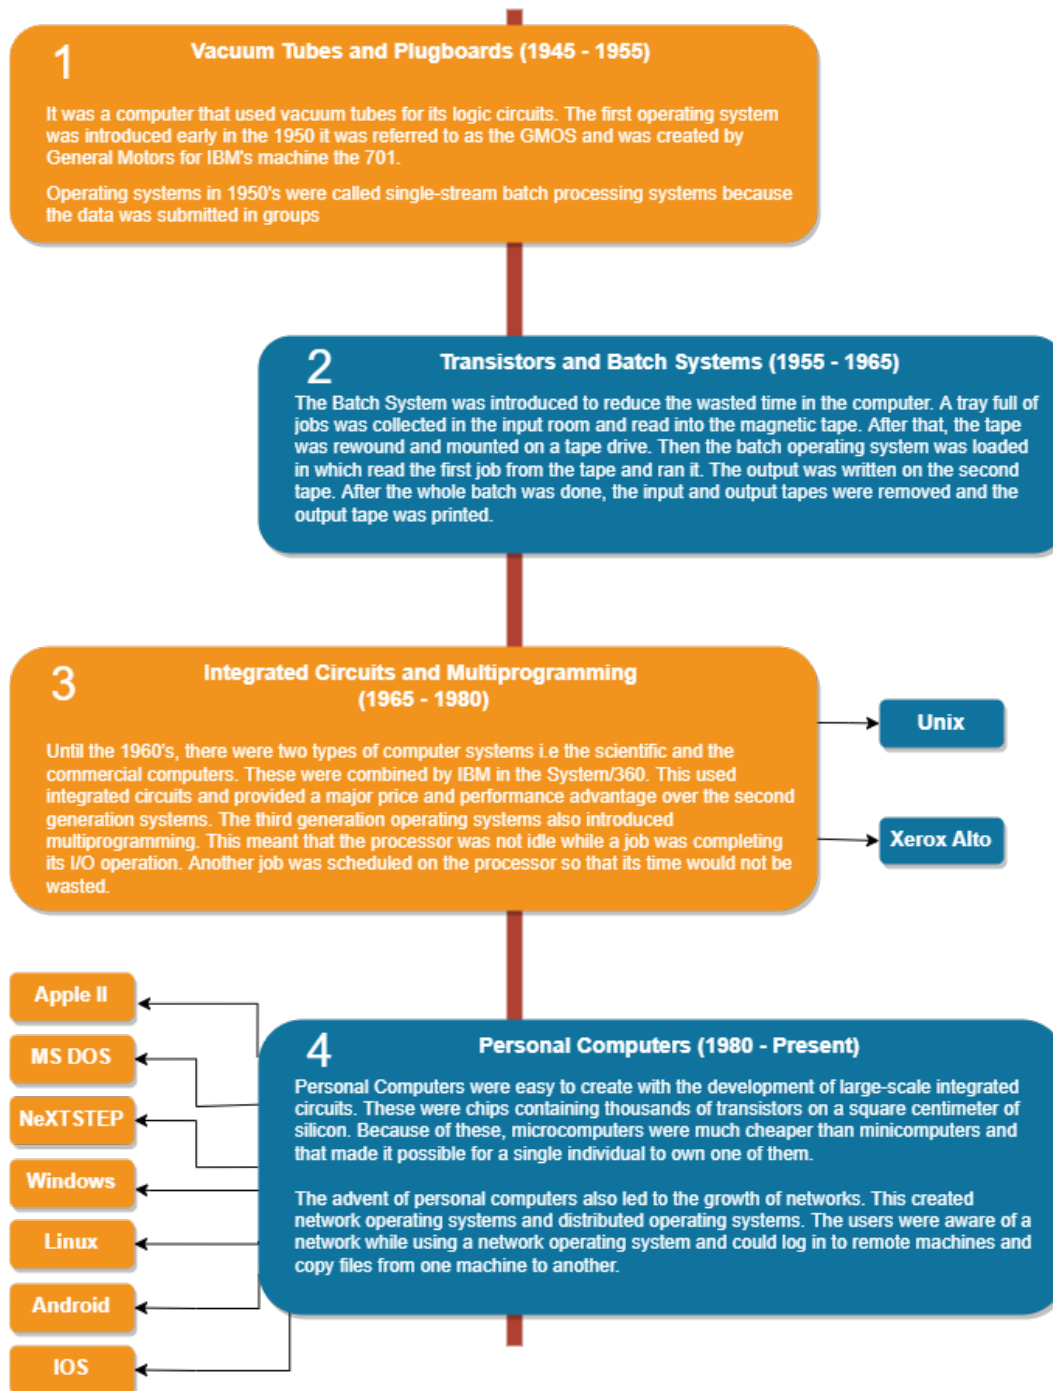 1
Vacuum Tubes and Plugboards (1945 - 1955)
It was a computer that used vacuum tubes for its logic circuits. The first operating system
was introduced early in the 1950 it was referred to as the GMOS and was created by
General Motors for IBM's machine the 701.
Operating systems in 1950's were called single-stream batch processing systems because
the data was submitted in groups
2
Transistors and Batch Systems (1955 - 1965)
The Batch System was introduced to reduce the wasted time in the computer. A tray full of
jobs was collected in the input room and read into the magnetic tape. After that, the tape
was rewound and mounted on a tape drive. Then the batch operating system was loaded
in which read the first job from the tape and ran it. The output was written on the second
tape. After the whole batch was done, the input and output tapes were removed and the
output tape was printed.
3
Integrated Circuits and Multiprogramming
(1965 - 1980)
Until the 1960's, there were two types of computer systems i.e the scientific and the
commercial computers. These were combined by IBM in the System/360. This used
integrated circuits and provided a major price and performance advantage over the second
generation systems. The third generation operating systems also introduced
multiprogramming. This meant that the processor was not idle while a job was completing
its I/O operation. Another job was scheduled on the processor so that its time would not be
wasted.
Unix
Xerox Alto
4
Personal Computers (1980 - Present)
Personal Computers were easy to create with the development of large-scale integrated
circuits. These were chips containing thousands of transistors on a square centimeter of
silicon. Because of these, microcomputers were much cheaper than minicomputers and
that made it possible for a single individual to own one of them.
The advent of personal computers also led to the growth of networks. This created
network operating systems and distributed operating systems. The users were aware of a
network while using a network operating system and could log in to remote machines and
copy files from one machine to another.
Apple II
MS DOS
NeXTSTEP
Windows
Linux
Android
IOS